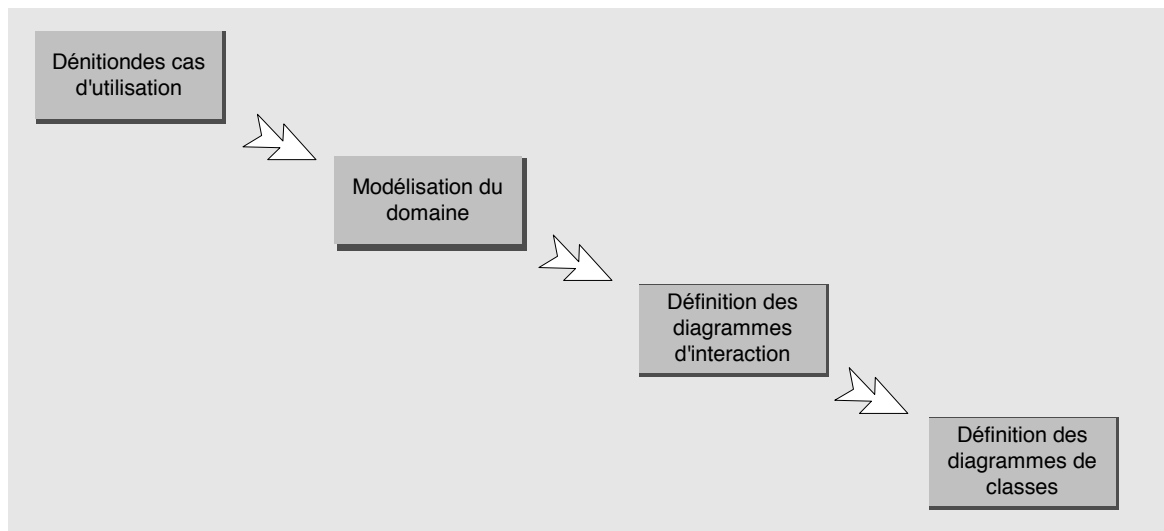 Dénitiondes cas
d'utilisation
Modélisation du
domaine
Définition des
diagrammes
d'interaction
Définition des
diagrammes de
classes